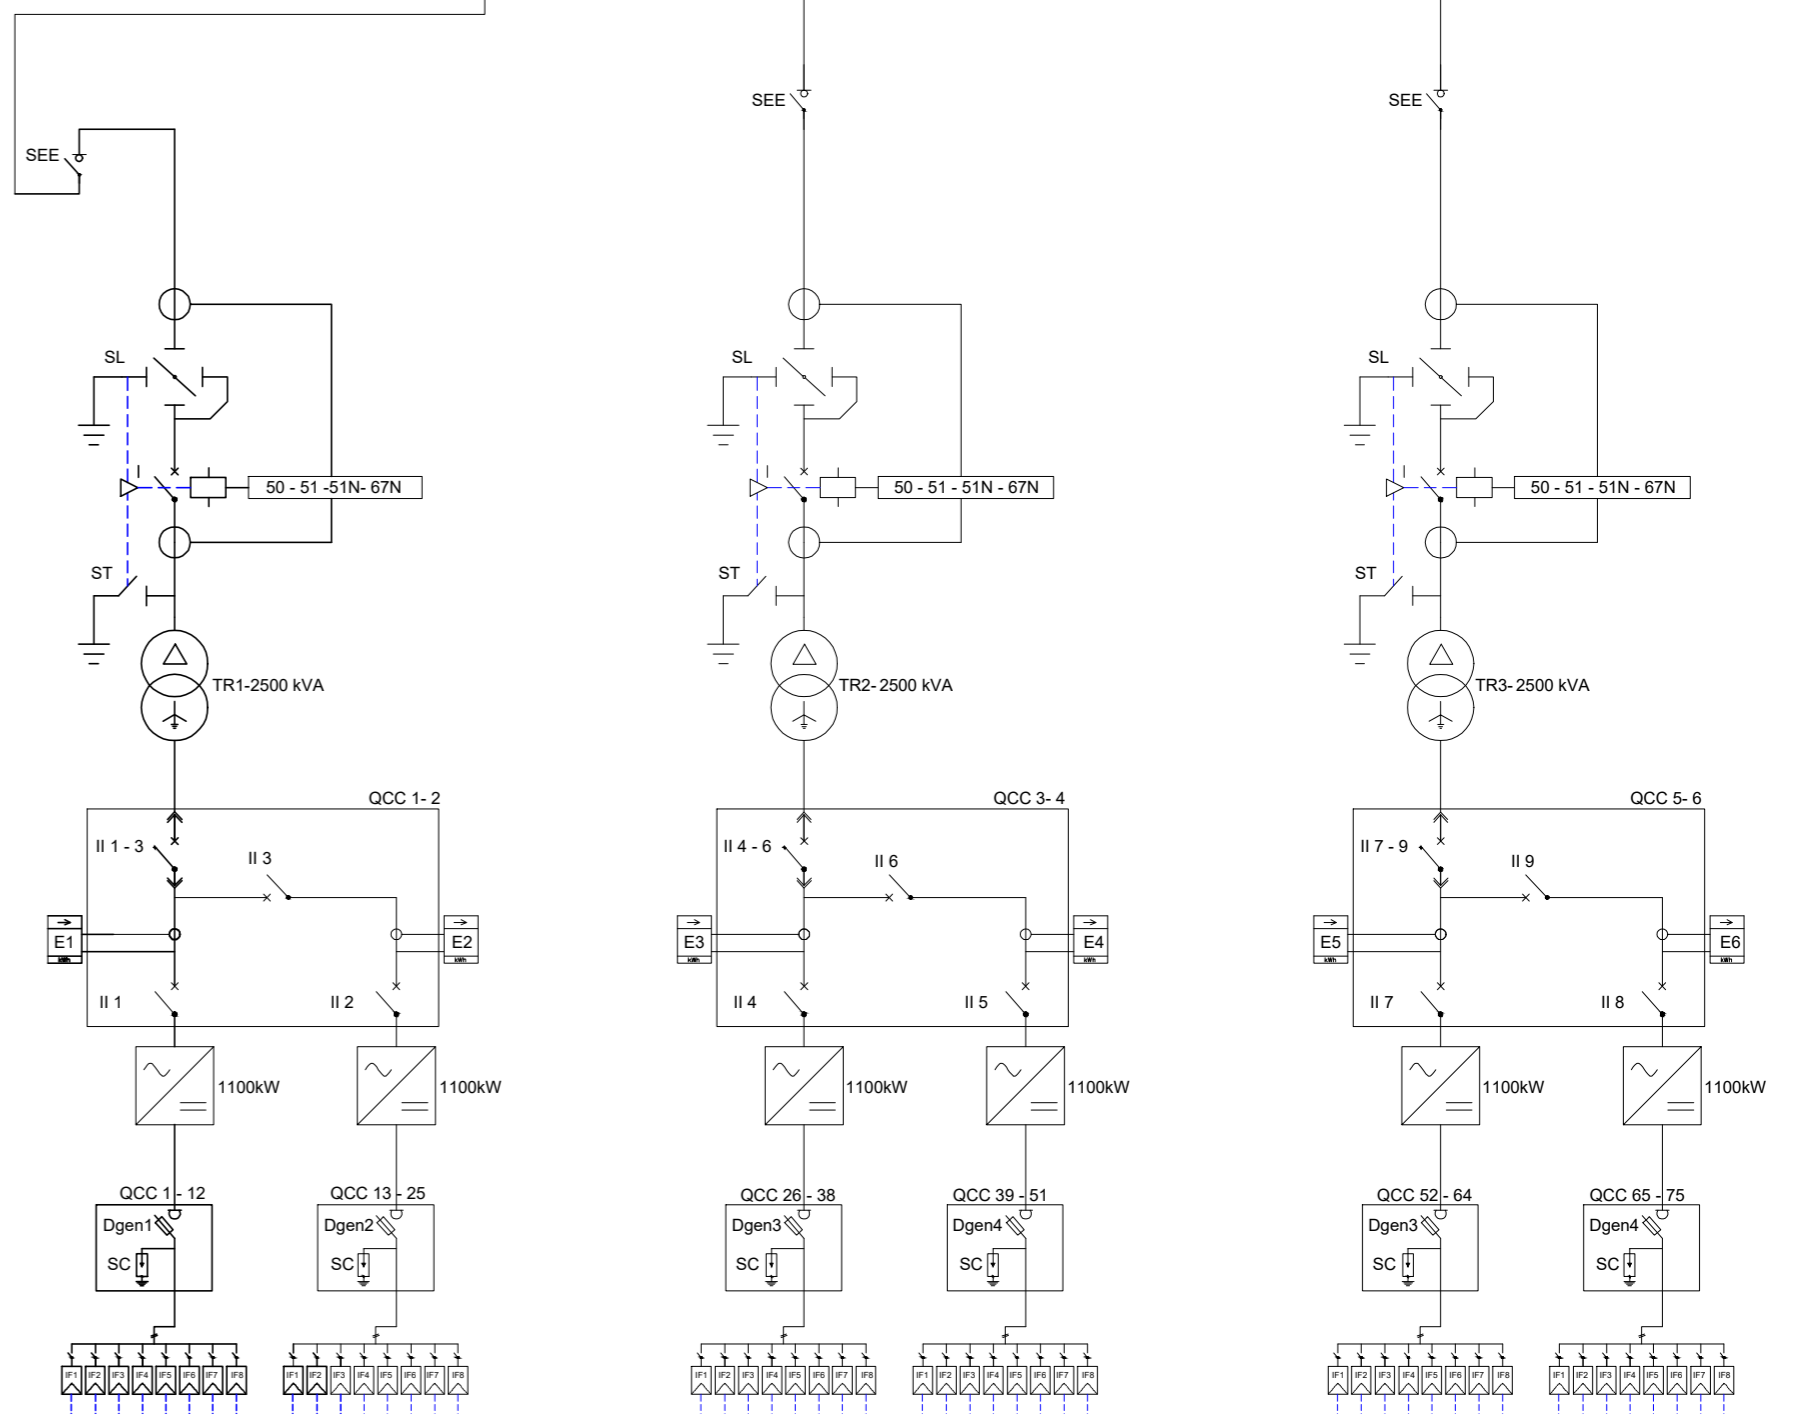 SEE
SEE
SEE
SL
SL
SL
I
I
I
50 - 51 -51N- 67N
50 - 51 - 51N - 67N
50 - 51 - 51N - 67N
ST
ST
ST
TR1-2500 kVA
TR2- 2500 kVA
TR3- 2500 kVA
QCC 1- 2
QCC 3- 4
QCC 5- 6
II 1 - 3
II 3
II 4 - 6
II 6
II 7 - 9
II 9
E1
kWh
E2
kWh
E3
kWh
E4
kWh
E5
kWh
E6
kWh
II 1
II 2
II 4
II 5
II 7
II 8
1100kW
1100kW
1100kW
1100kW
1100kW
1100kW
QCC 1 - 12
QCC 13 - 25
QCC 26 - 38
QCC 39 - 51
QCC 52 - 64
QCC 65 - 75
Dgen1
Dgen2
Dgen3
Dgen4
Dgen3
Dgen4
SC
SC
SC
SC
SC
SC
IF1 IF2 IF3 IF4 IF5 IF6 IF7 IF8
IF1 IF2 IF3 IF4 IF5 IF6 IF7 IF8
IF1 IF2 IF3 IF4 IF5 IF6 IF7 IF8
IF1 IF2 IF3 IF4 IF5 IF6 IF7 IF8
IF1 IF2 IF3 IF4 IF5 IF6 IF7 IF8
IF1 IF2 IF3 IF4 IF5 IF6 IF7 IF8